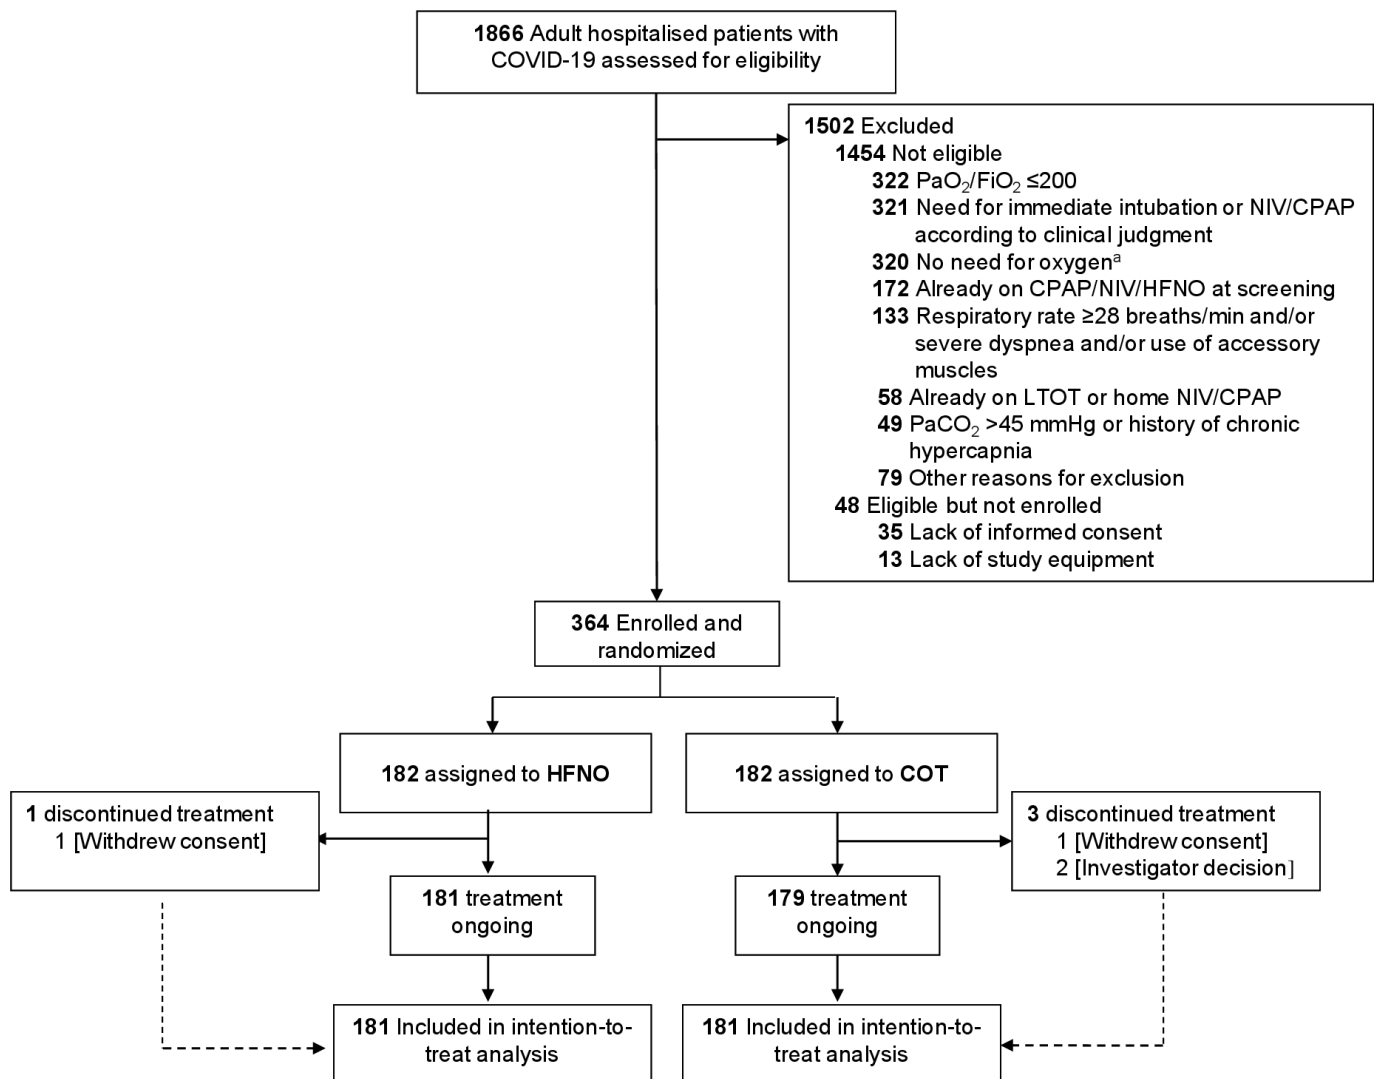 1866 Adult hospitalised patients with
COVID-19 assessed for eligibility
1502 Excluded
1454 Not eligible
322 PaO₂/FiO₂ ≤200
321 Need for immediate intubation or NIV/CPAP
according to clinical judgment
320 No need for oxygenᵃ
172 Already on CPAP/NIV/HFNO at screening
133 Respiratory rate ≥28 breaths/min and/or
severe dyspnea and/or use of accessory
muscles
58 Already on LTOT or home NIV/CPAP
49 PaCO₂ >45 mmHg or history of chronic
hypercapnia
79 Other reasons for exclusion
48 Eligible but not enrolled
35 Lack of informed consent
13 Lack of study equipment
364 Enrolled and
randomized
182 assigned to HFNO
182 assigned to COT
1 discontinued treatment
1 [Withdrew consent]
3 discontinued treatment
1 [Withdrew consent]
2 [Investigator decision]
181 treatment
ongoing
179 treatment
ongoing
181 Included in intention-to-
treat analysis
181 Included in intention-to-
treat analysis